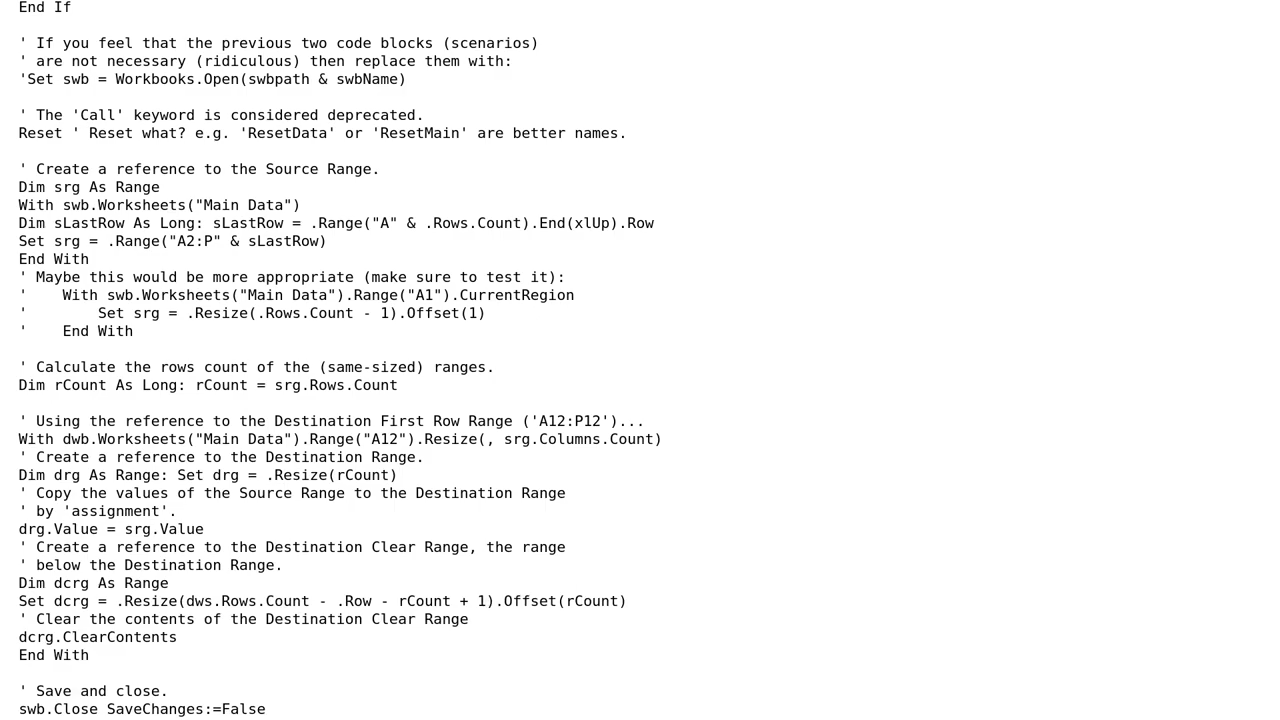 End If
' If you feel that the previous two code blocks (scenarios)
' are not necessary (ridiculous) then replace them with:
'Set swb = Workbooks.Open(swbpath & swbName)
' The 'Call' keyword is considered deprecated.
Reset ' Reset what? e.g. 'ResetData' or 'ResetMain' are better names.
' Create a reference to the Source Range.
Dim srg As Range
With swb.Worksheets("Main Data")
Dim sLastRow As Long: sLastRow = .Range("A" & .Rows.Count).End(xlUp).Row
Set srg = .Range("A2:P" & sLastRow)
End With
' Maybe this would be more appropriate (make sure to test it):
'    With swb.Worksheets("Main Data").Range("A1").CurrentRegion
'        Set srg = .Resize(.Rows.Count - 1).Offset(1)
'    End With
' Calculate the rows count of the (same-sized) ranges.
Dim rCount As Long: rCount = srg.Rows.Count
' Using the reference to the Destination First Row Range ('A12:P12')...
With dwb.Worksheets("Main Data").Range("A12").Resize(, srg.Columns.Count)
' Create a reference to the Destination Range.
Dim drg As Range: Set drg = .Resize(rCount)
' Copy the values of the Source Range to the Destination Range
' by 'assignment'.
drg.Value = srg.Value
' Create a reference to the Destination Clear Range, the range
' below the Destination Range.
Dim dcrg As Range
Set dcrg = .Resize(dws.Rows.Count - .Row - rCount + 1).Offset(rCount)
' Clear the contents of the Destination Clear Range
dcrg.ClearContents
End With
' Save and close.
swb.Close SaveChanges:=False